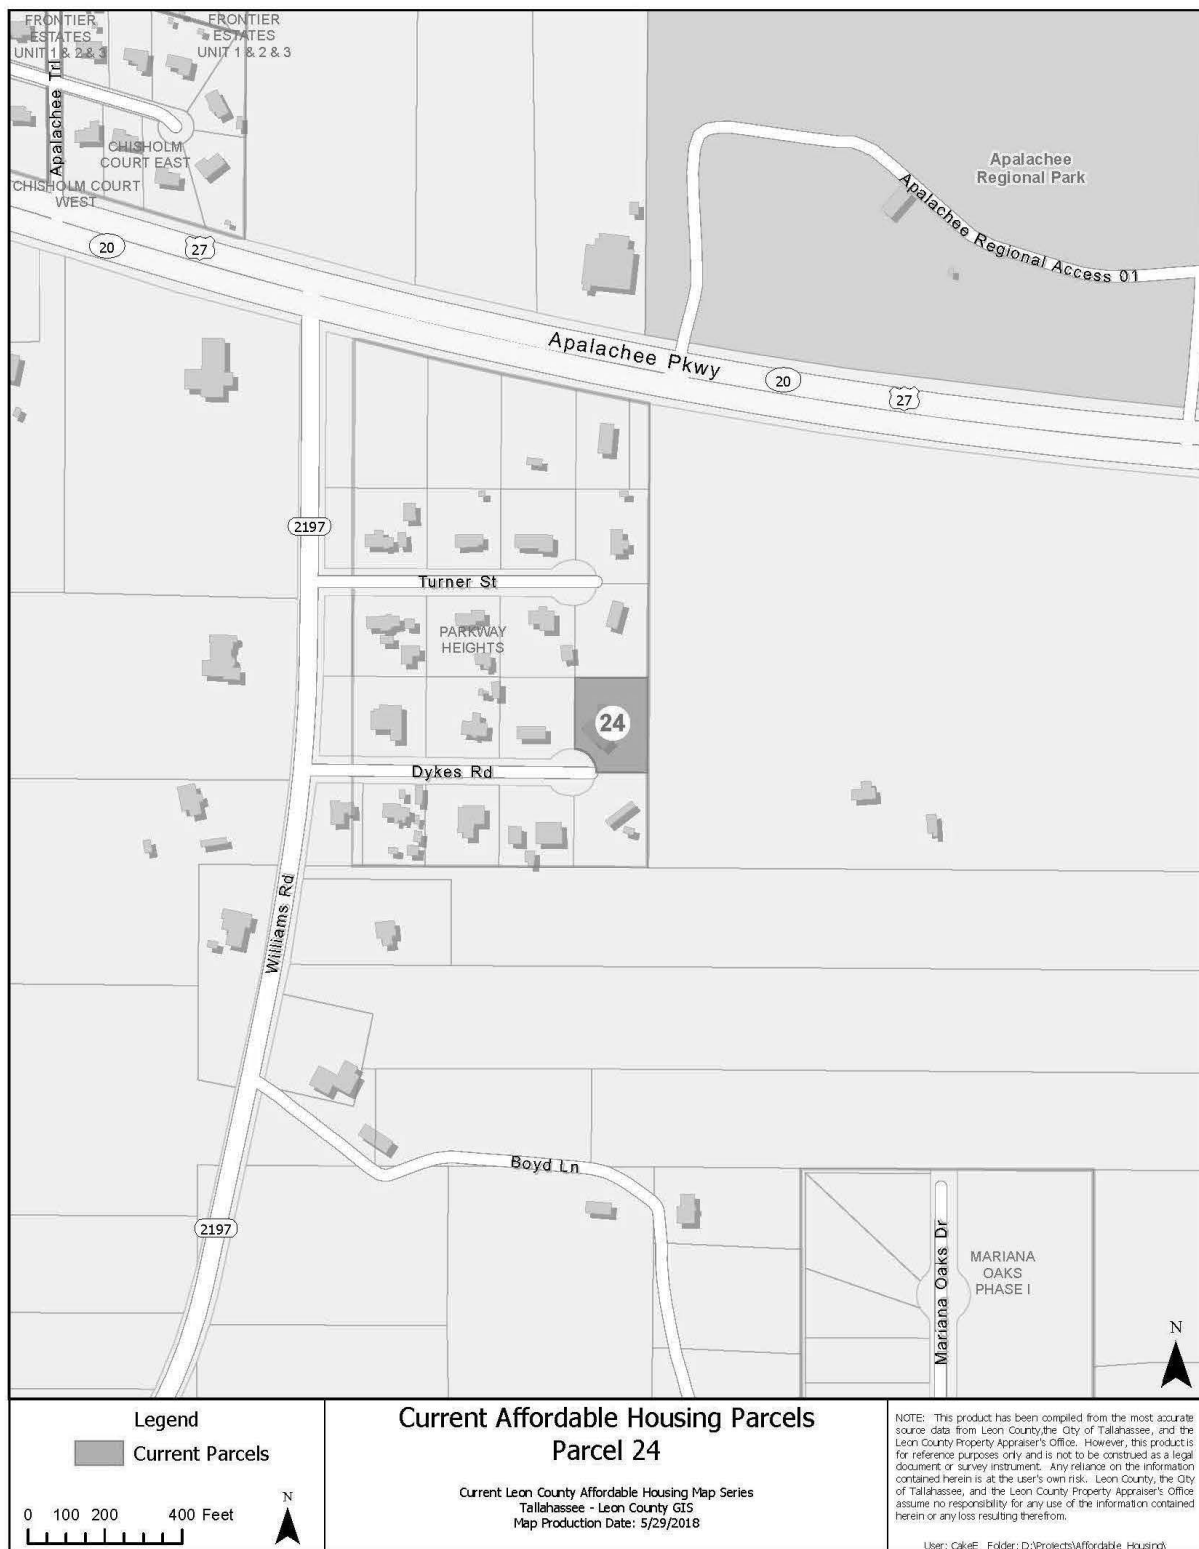 FRONTIER
ESTATES
UNIT 1 & 2 & 3
FRONTIER
ESTATES
UNIT 1 & 2 & 3
Apalachee Trl
CHISHOLM
COURT EAST
CHISHOLM COURT
WEST
20
27
Apalachee
Regional Park
Apalachee Regional Access 01
Apalachee Pkwy
20
27
2197
Turner St
PARKWAY
HEIGHTS
24
Dykes Rd
Williams Rd
Boyd Ln
2197
Mariana Oaks Dr
MARIANA
OAKS
PHASE I
N
Legend
Current Parcels
0 100 200 400 Feet
N
Current Affordable Housing Parcels
Parcel 24
Current Leon County Affordable Housing Map Series
Tallahassee - Leon County GIS
Map Production Date: 5/29/2018
NOTE: This product has been compiled from the most accurate
source data from Leon County,the City of Tallahassee, and the
Leon County Property Appraiser's Office. However, this product is
for reference purposes only and is not to be construed as a legal
document or survey instrument. Any reliance on the information
contained herein is at the user's own risk. Leon County, the City
of Tallahassee, and the Leon County Property Appraiser's Office
assume no responsibility for any use of the information contained
herein or any loss resulting therefrom.
User: CakeE Folder: D:\Projects\Affordable_Housing\